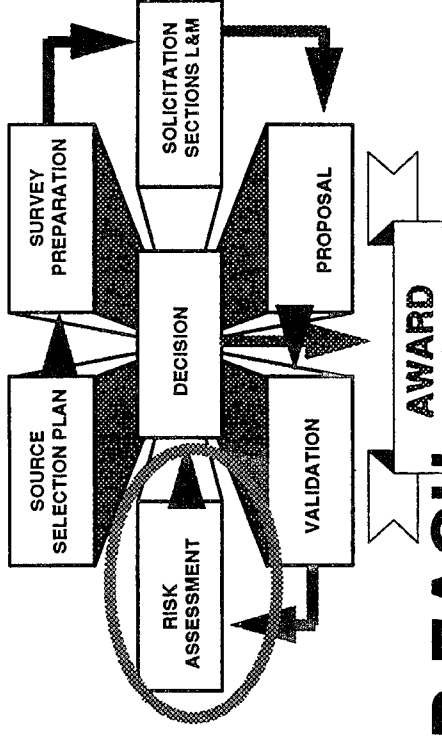 SOURCE
SELECTION PLAN
SURVEY
PREPARATION
RISK
ASSESSMENT
DECISION
SOLICITATION
SECTIONS L&M
VALIDATION
PROPOSAL
AWARD